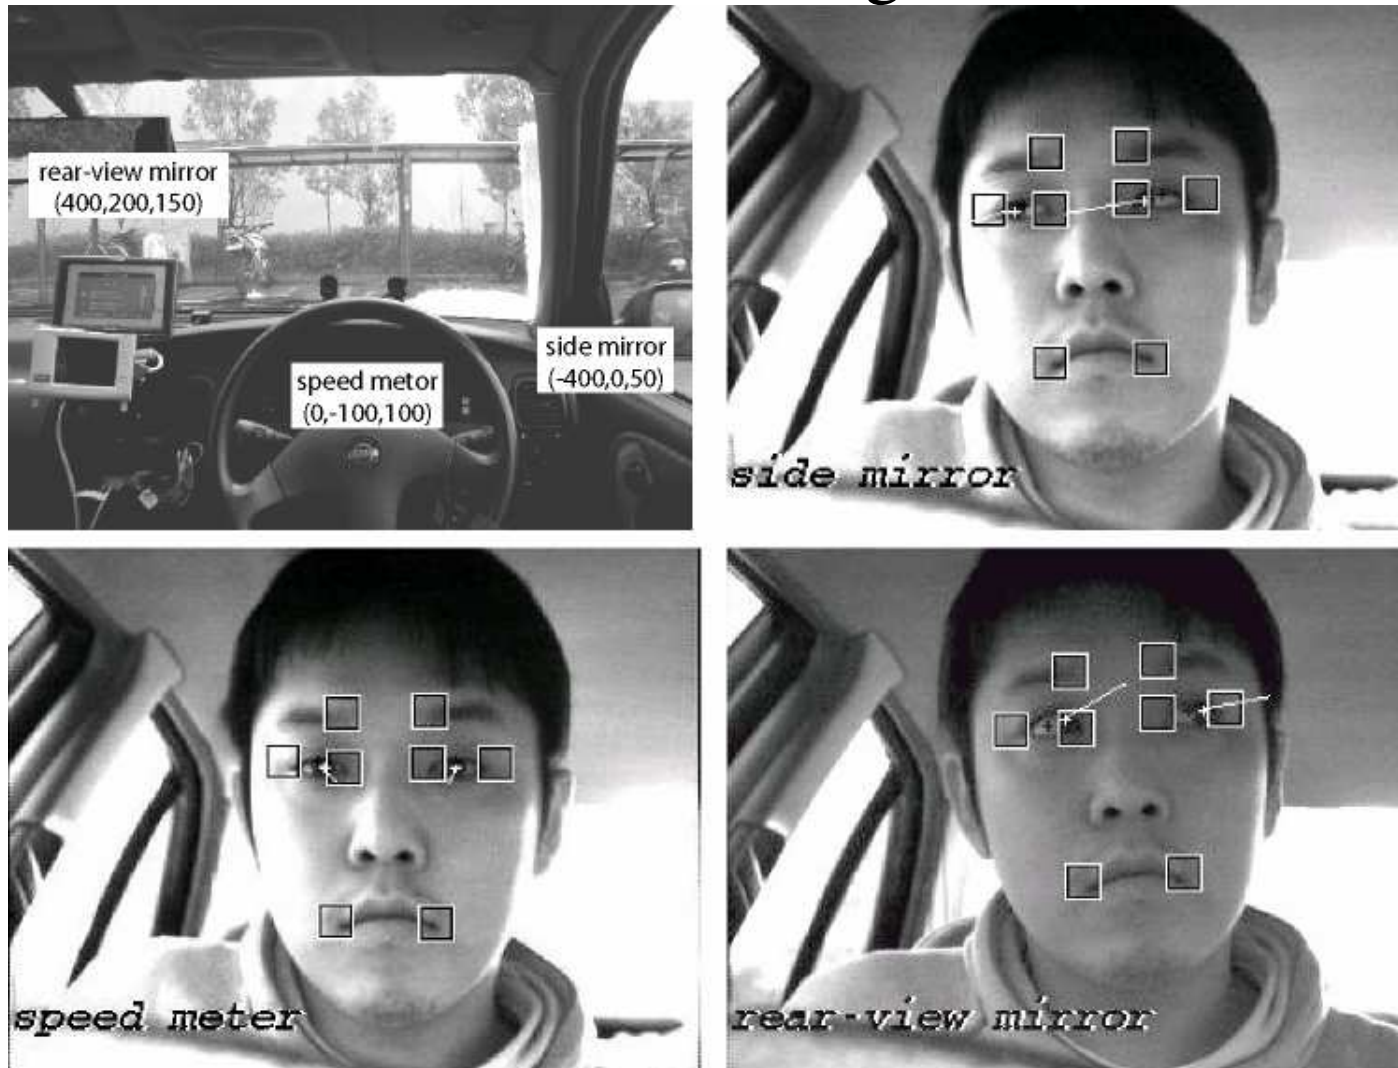 rear-view mirror
(400,200,150)
side mirror
(-400,0,50)
speed metor
(0,-100,100)
side mirror
speed meter
rear-view mirror